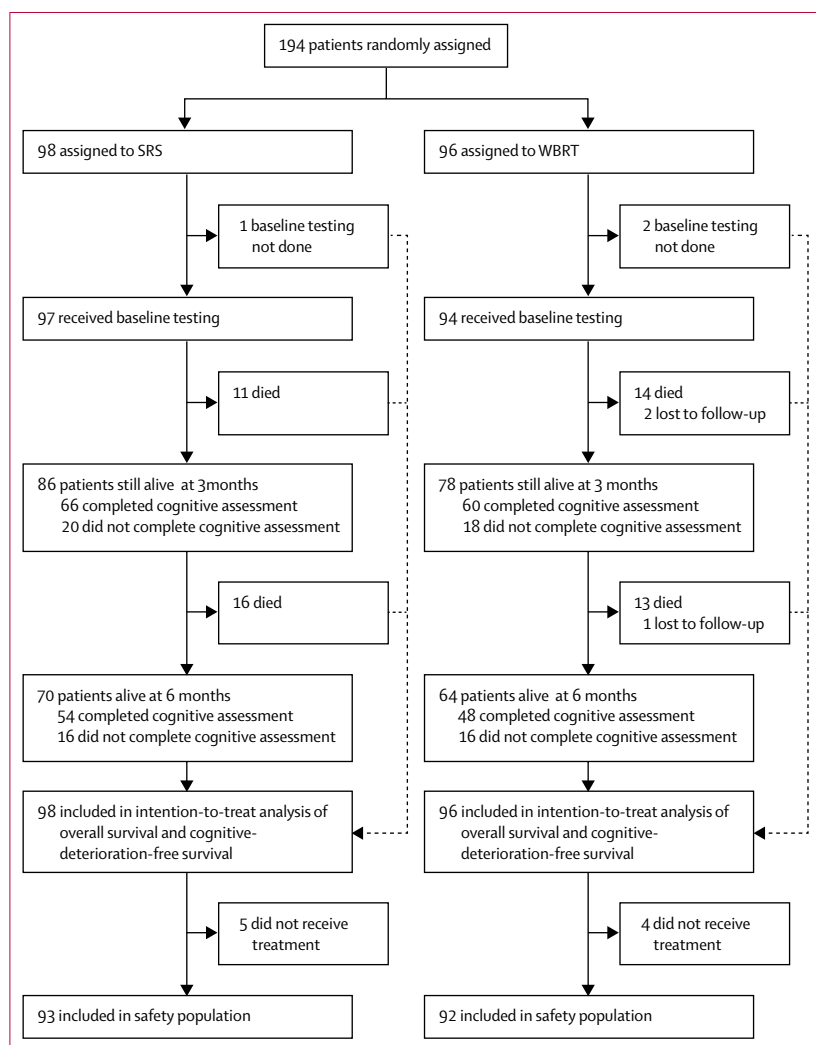 194 patients randomly assigned
98 assigned to SRS
96 assigned to WBRT
1 baseline testing
not done
2 baseline testing
not done
97 received baseline testing
94 received baseline testing
11 died
14 died
2 lost to follow-up
86 patients still alive at 3months
66 completed cognitive assessment
20 did not complete cognitive assessment
78 patients still alive at 3 months
60 completed cognitive assessment
18 did not complete cognitive assessment
16 died
13 died
1 lost to follow-up
70 patients alive at 6 months
54 completed cognitive assessment
16 did not complete cognitive assessment
64 patients alive at 6 months
48 completed cognitive assessment
16 did not complete cognitive assessment
98 included in intention-to-treat analysis of
overall survival and cognitive-
deterioration-free survival
96 included in intention-to-treat analysis of
overall survival and cognitive-
deterioration-free survival
5 did not receive
treatment
4 did not receive
treatment
93 included in safety population
92 included in safety population